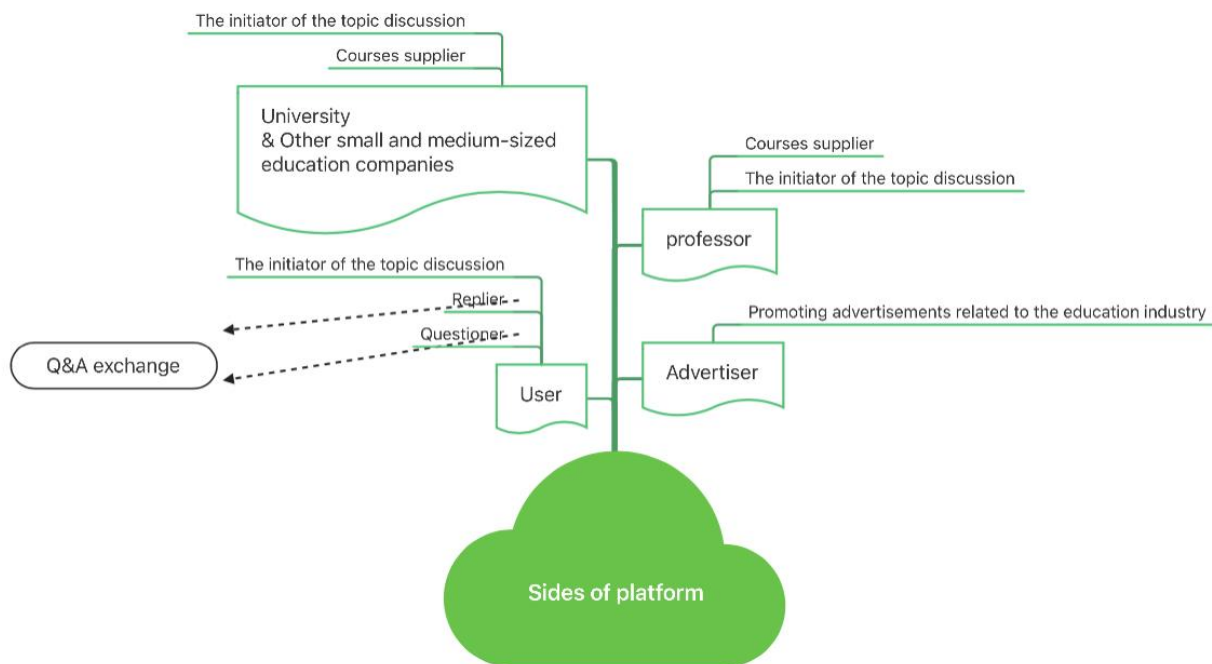 The initiator of the topic discussion
Courses supplier
University
& Other small and medium-sized
education companies
Courses supplier
The initiator of the topic discussion
professor
The initiator of the topic discussion
Replier
Questioner
Q&A exchange
User
Promoting advertisements related to the education industry
Advertiser
Sides of platform